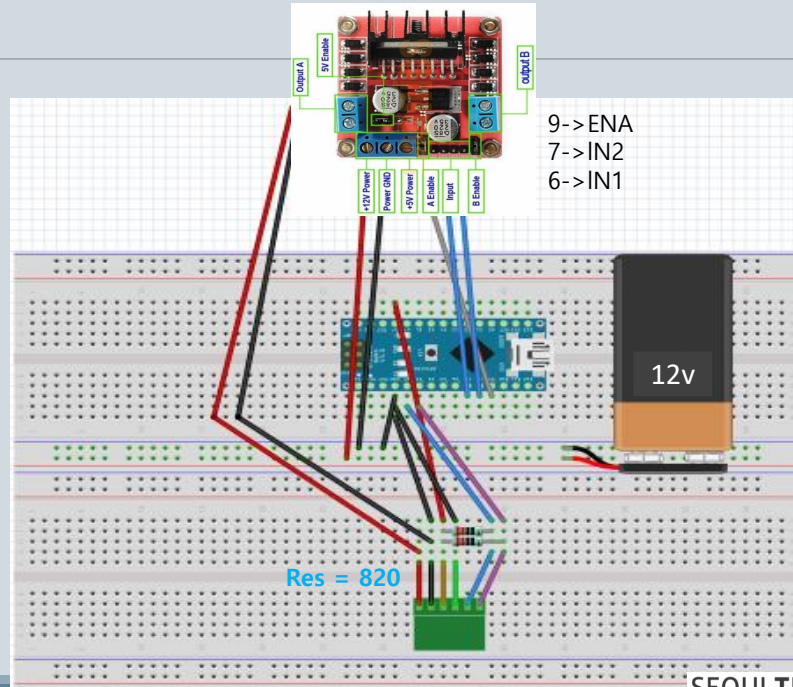 Output A
5V Enable
output B
+12V Power
Power GND
+5V Power
A Enable
Input
B Enable
9->ENA
7->IN2
6->IN1
12v
Res = 820